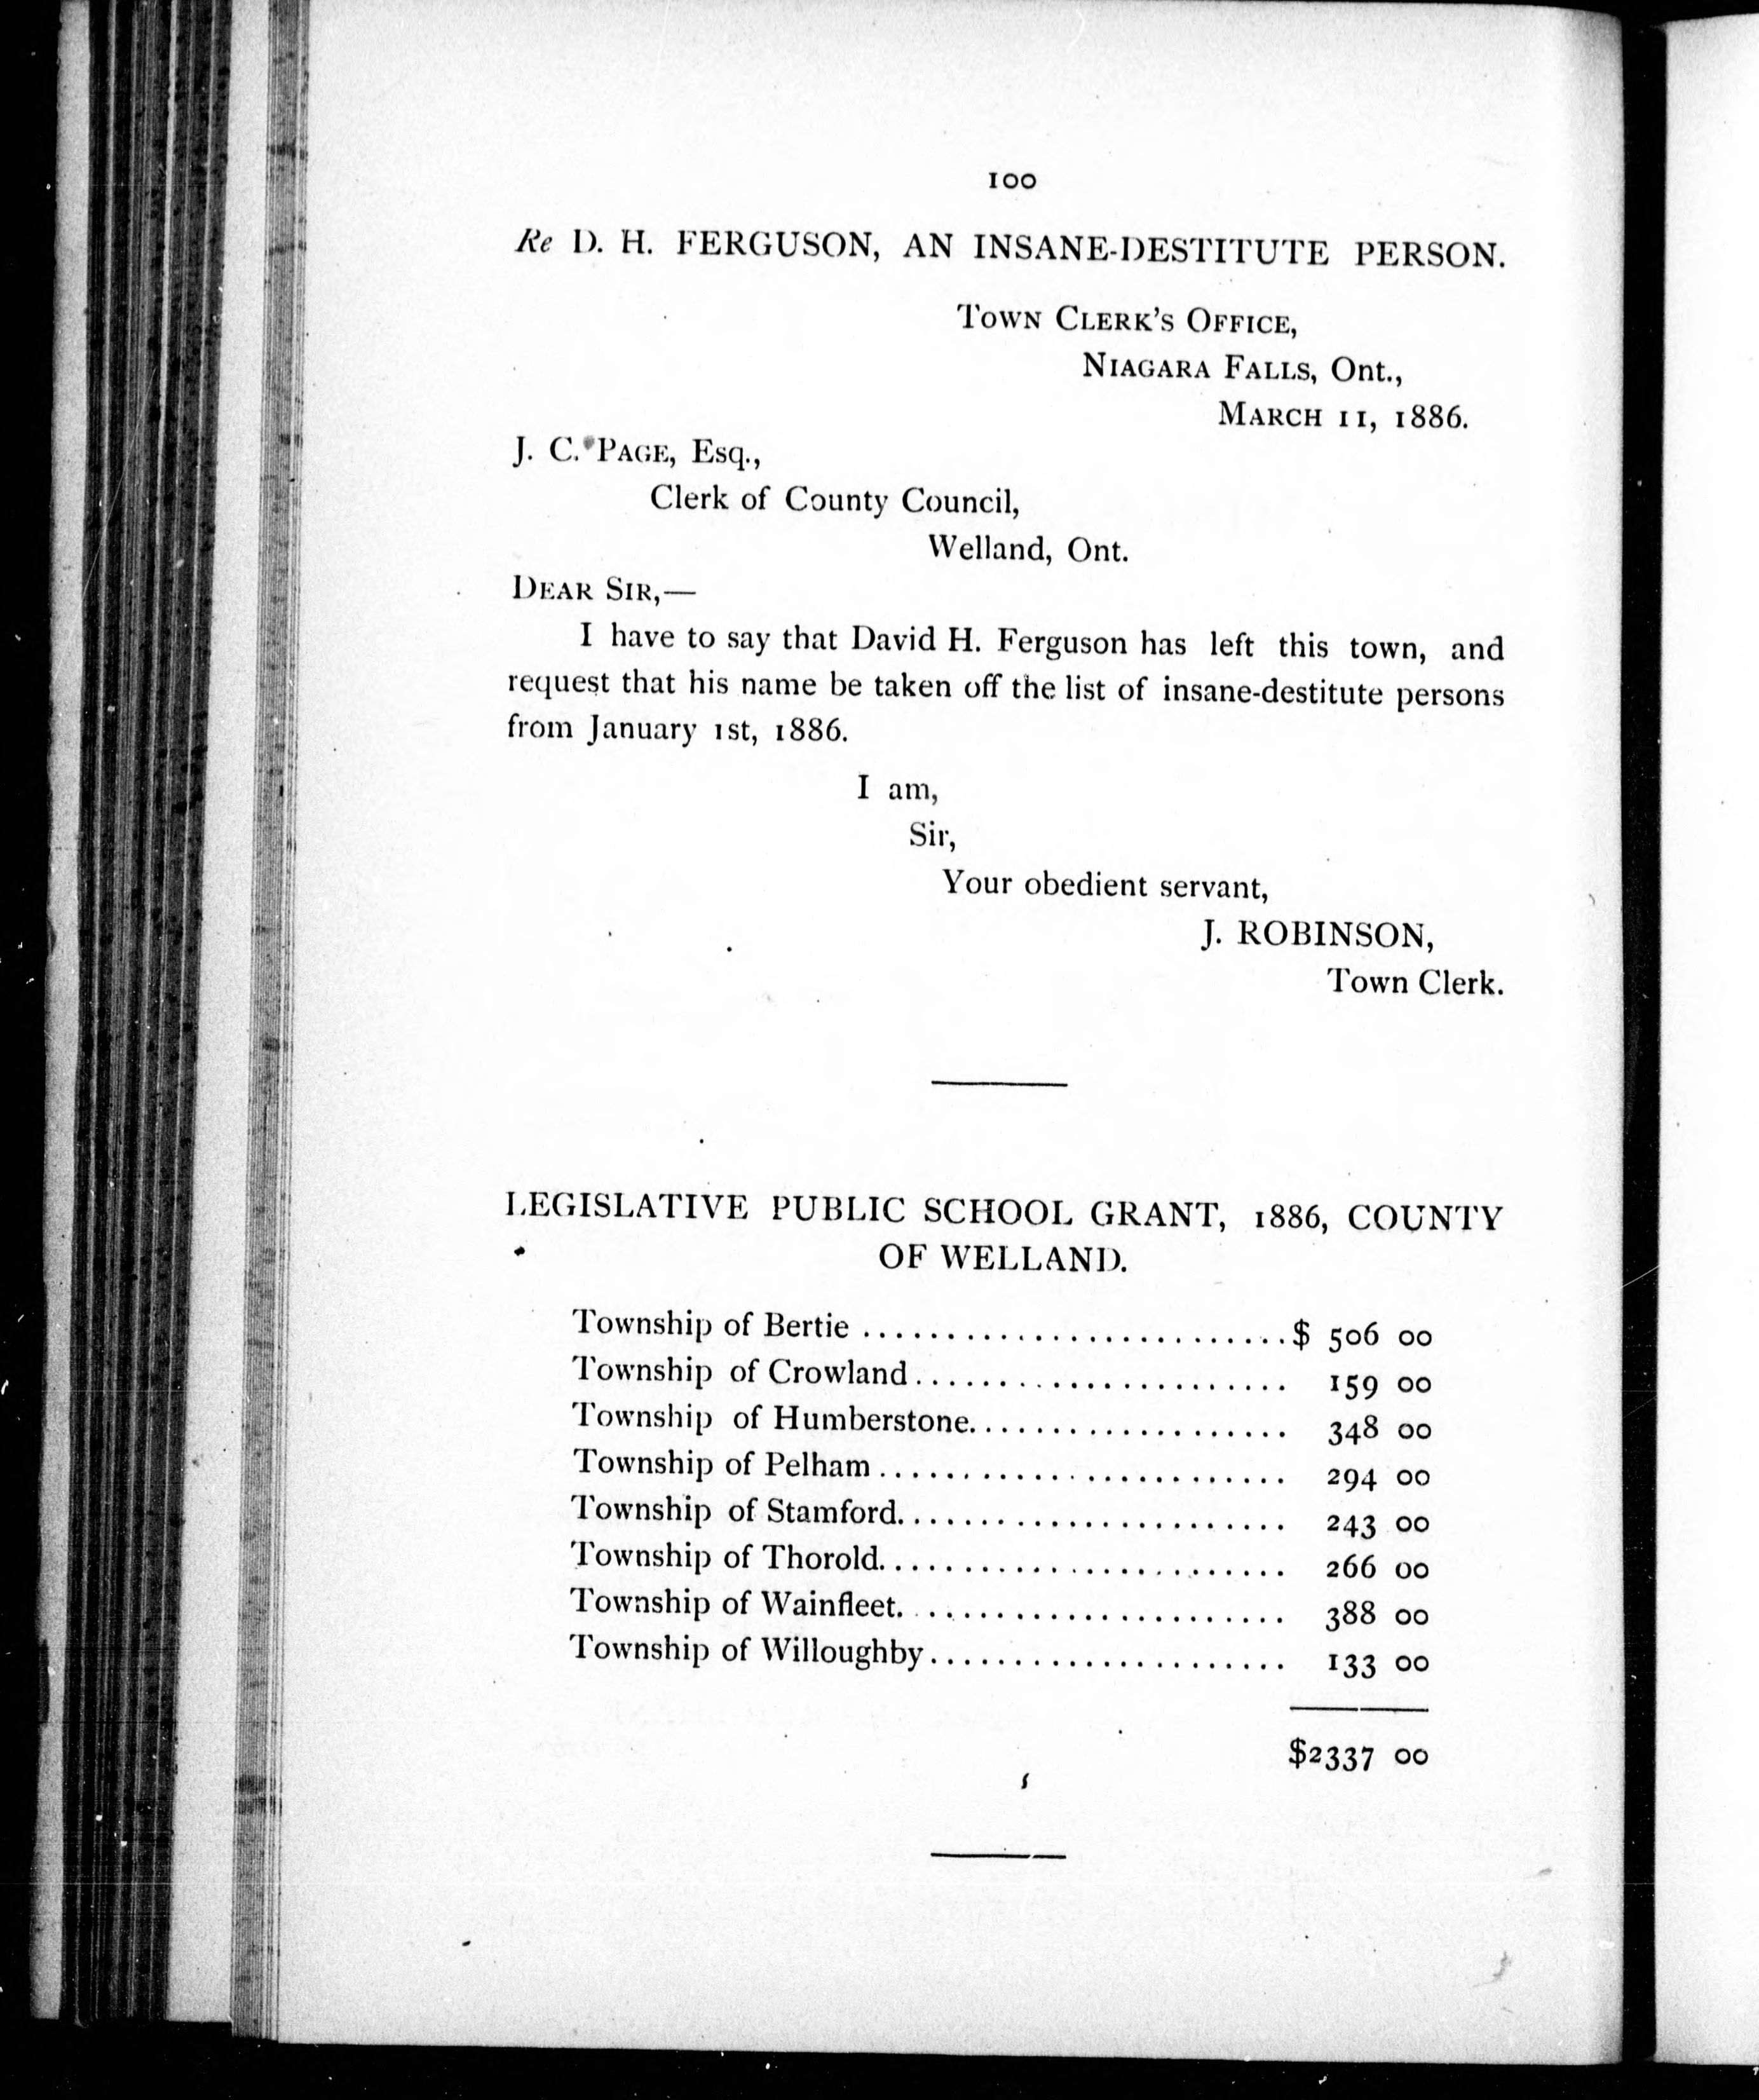 100
Re D. H. FERGUSON, AN INSANE-DESTITUTE PERSON.
TOWN CLERK'S OFFICE,
NIAGARA FALLS, Ont.,
MARCH 11, 1886.
J. C. PAGE, Esq.,
Clerk of County Council,
Welland, Ont.
DEAR SIR,—
I have to say that David H. Ferguson has left this town, and
request that his name be taken off the list of insane-destitute persons
from January 1st, 1886.
I am,
Sir,
Your obedient servant,
J. ROBINSON,
Town Clerk.
LEGISLATIVE PUBLIC SCHOOL GRANT, 1886, COUNTY
OF WELLAND.
Township of Bertie ..........................$ 506 00
Township of Crowland....................... 159 00
Township of Humberstone................... 348 00
Township of Pelham ......................... 294 00
Township of Stamford........................ 243 00
Township of Thorold......................... 266 00
Township of Wainfleet....................... 388 00
Township of Willoughby...................... 133 00
$2337 00